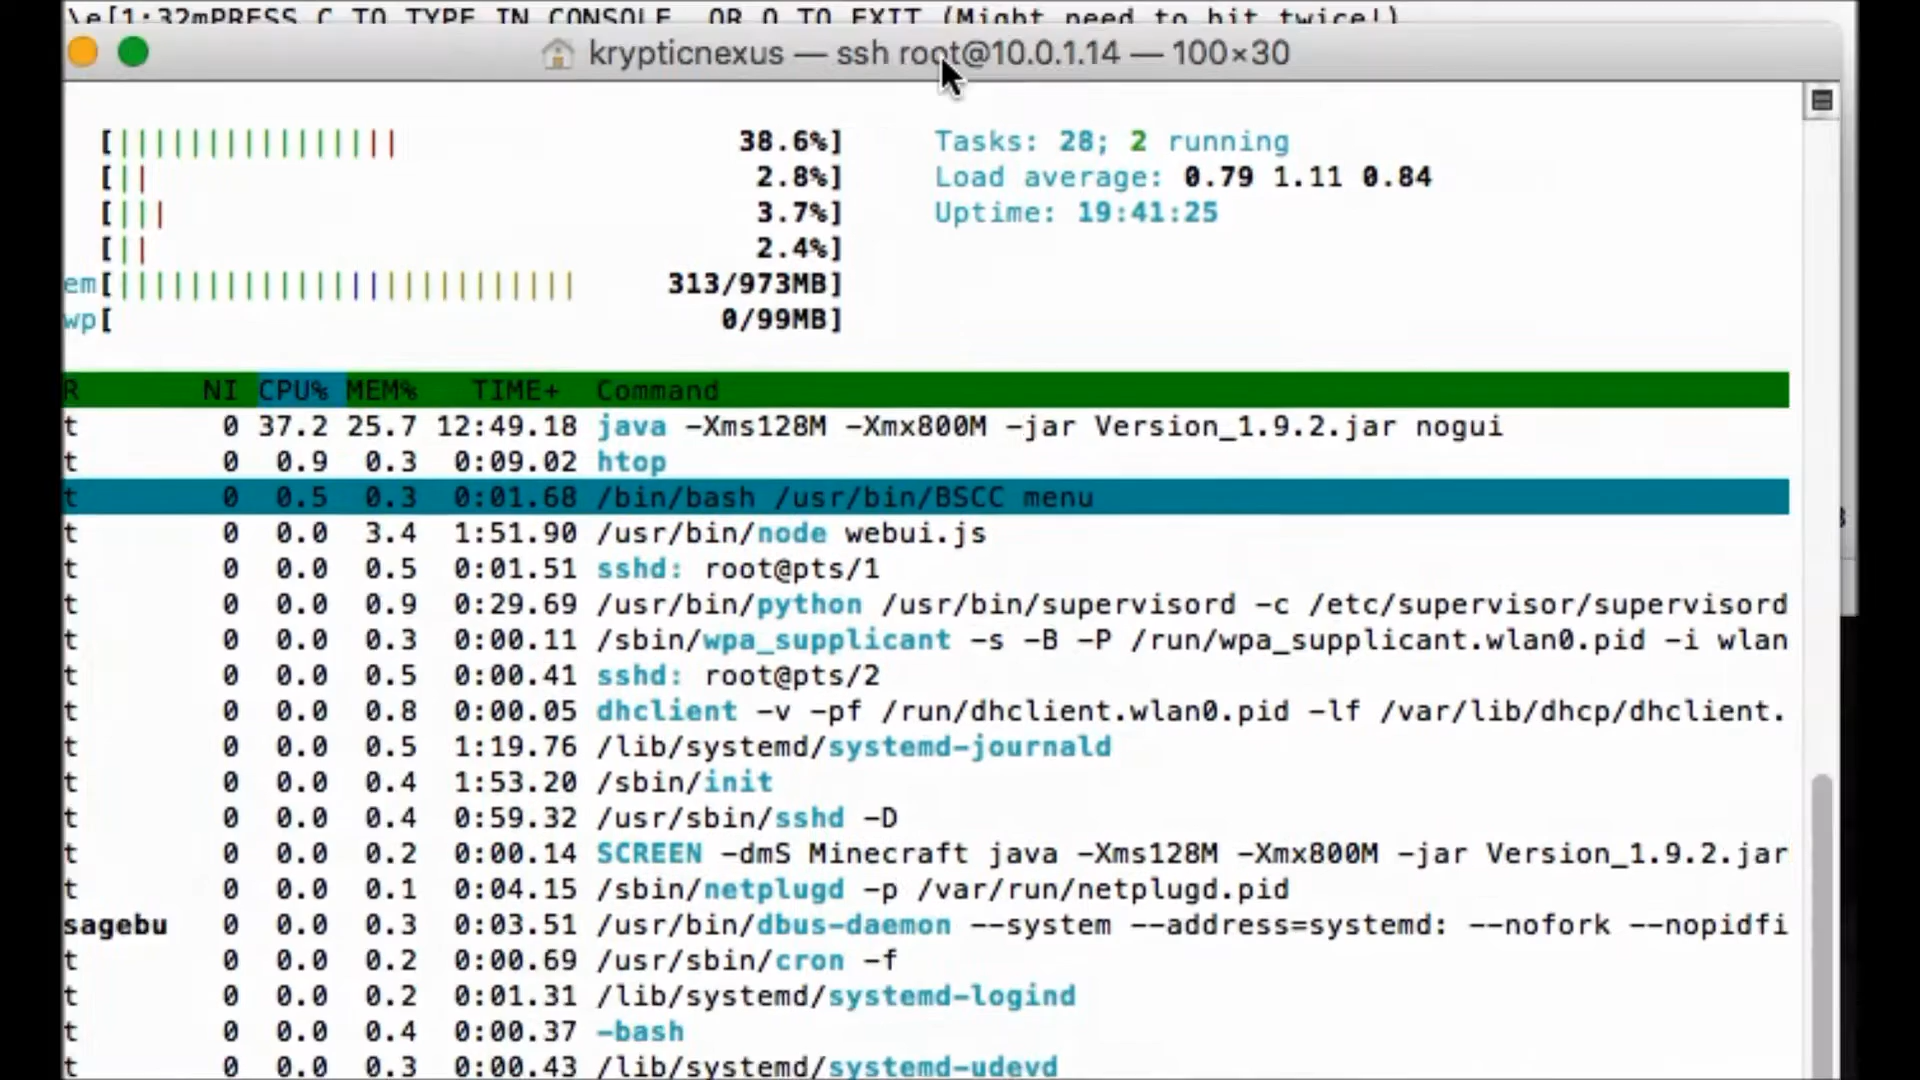 \e[1;32mPRESS C TO TYPE IN CONSOLE, OR Q TO EXIT (Might need to hit twice!)
krypticnexus — ssh root@10.0.1.14 — 100×30
[||||||||||||||||   38.6%]   Tasks: 28; 2 running
[||   2.8%]   Load average: 0.79 1.11 0.84
[|||   3.7%]   Uptime: 19:41:25
[||   2.4%]
em[||||||||||||||||||||||||||   313/973MB]
wp[   0/99MB]
R NI CPU% MEM% TIME+ Command
t 0 37.2 25.7 12:49.18 java -Xms128M -Xmx800M -jar Version_1.9.2.jar nogui
t 0 0.9 0.3 0:09.02 htop
t 0 0.5 0.3 0:01.68 /bin/bash /usr/bin/BSCC menu
t 0 0.0 3.4 1:51.90 /usr/bin/node webui.js
t 0 0.0 0.5 0:01.51 sshd: root@pts/1
t 0 0.0 0.9 0:29.69 /usr/bin/python /usr/bin/supervisord -c /etc/supervisor/supervisord
t 0 0.0 0.3 0:00.11 /sbin/wpa_supplicant -s -B -P /run/wpa_supplicant.wlan0.pid -i wlan
t 0 0.0 0.5 0:00.41 sshd: root@pts/2
t 0 0.0 0.8 0:00.05 dhclient -v -pf /run/dhclient.wlan0.pid -lf /var/lib/dhcp/dhclient.
t 0 0.0 0.5 1:19.76 /lib/systemd/systemd-journald
t 0 0.0 0.4 1:53.20 /sbin/init
t 0 0.0 0.4 0:59.32 /usr/sbin/sshd -D
t 0 0.0 0.2 0:00.14 SCREEN -dmS Minecraft java -Xms128M -Xmx800M -jar Version_1.9.2.jar
t 0 0.0 0.1 0:04.15 /sbin/netplugd -p /var/run/netplugd.pid
sagebu 0 0.0 0.3 0:03.51 /usr/bin/dbus-daemon --system --address=systemd: --nofork --nopidfi
t 0 0.0 0.2 0:00.69 /usr/sbin/cron -f
t 0 0.0 0.2 0:01.31 /lib/systemd/systemd-logind
t 0 0.0 0.4 0:00.37 -bash
t 0 0.0 0.3 0:00.43 /lib/systemd/systemd-udevd